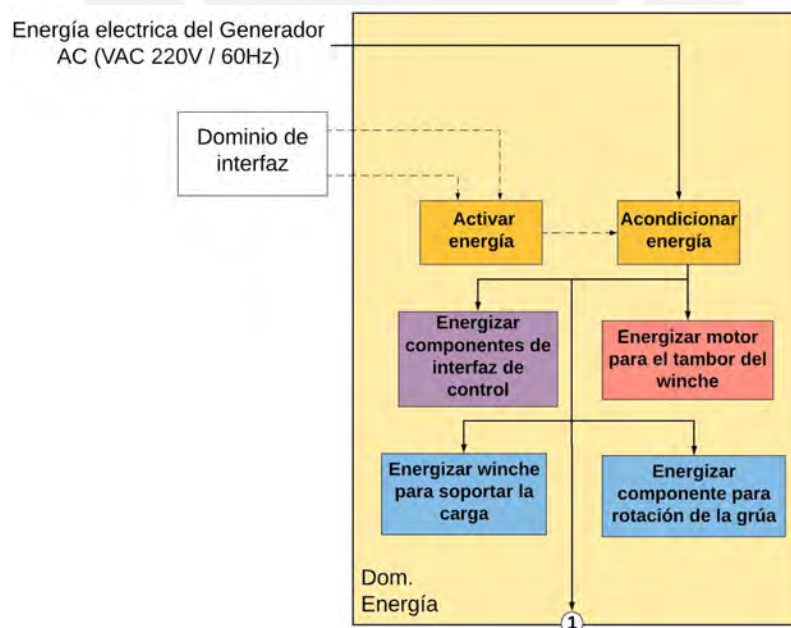 Energía electrica del Generador
AC (VAC 220V / 60Hz)
Dominio de
interfaz
Activar
energía
Acondicionar
energía
Energizar
componentes de
interfaz de
control
Energizar motor
para el tambor del
winche
Energizar winche
para soportar la
carga
Energizar
componente para
rotación de la grúa
Dom.
Energía
1